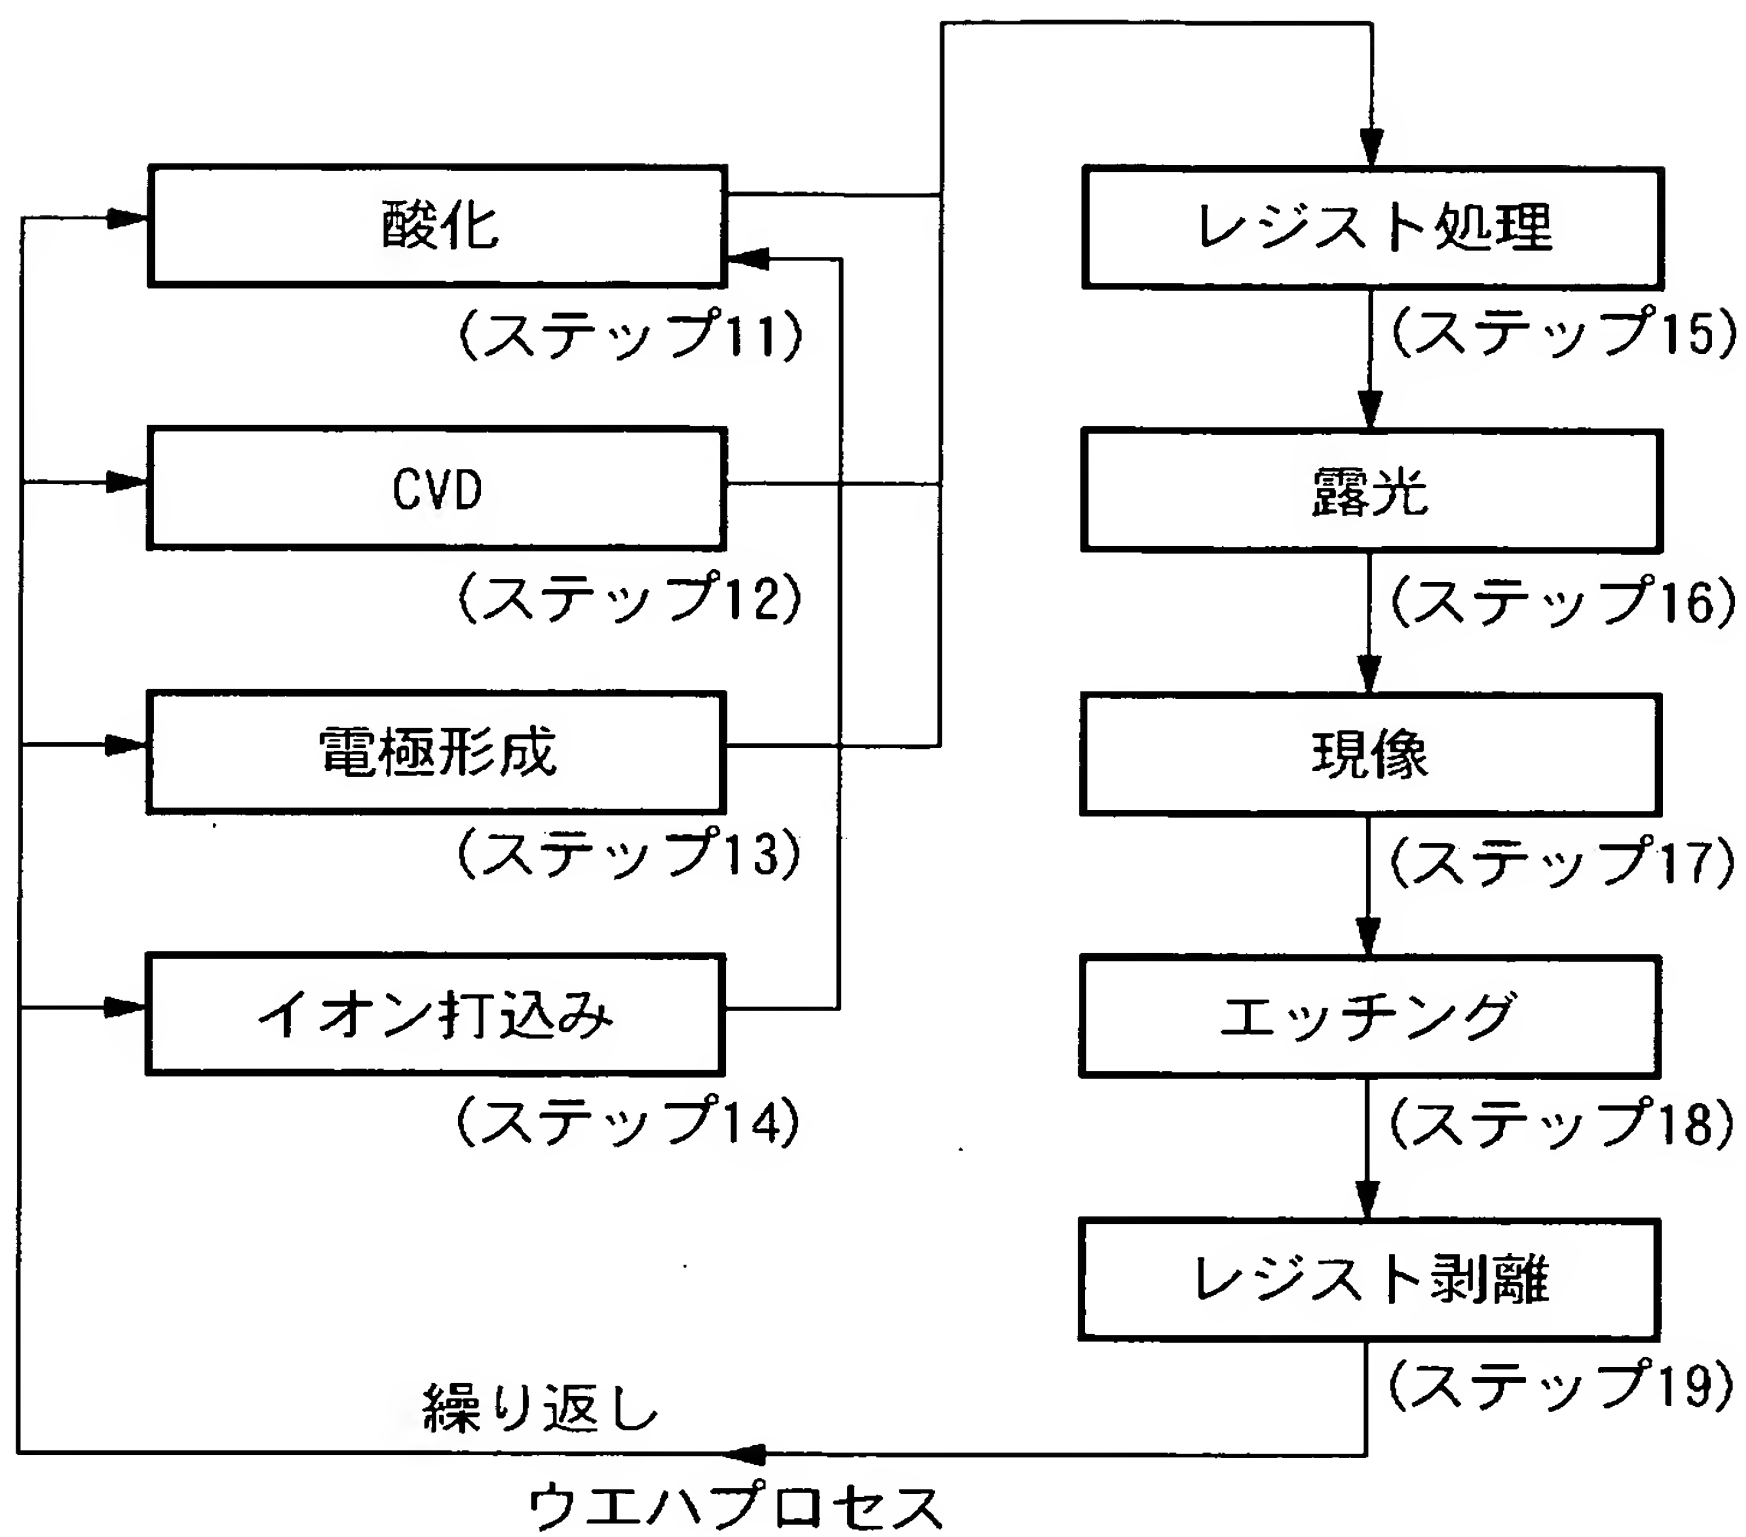 酸化
(ステップ11)
CVD
(ステップ12)
電極形成
(ステップ13)
イオン打込み
(ステップ14)
レジスト処理
(ステップ15)
露光
(ステップ16)
現像
(ステップ17)
エッチング
(ステップ18)
レジスト剥離
(ステップ19)
繰り返し
ウエハプロセス